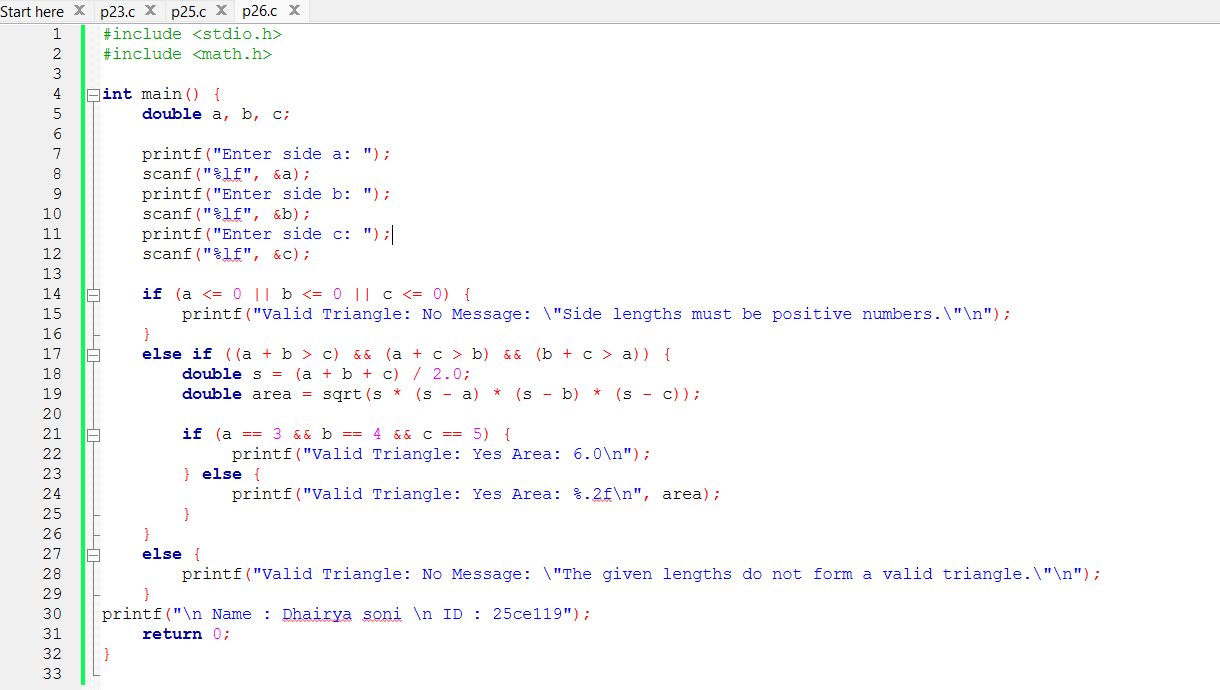 Start here X p23.c X p25.c X p26.c X
1 #include <stdio.h>
2 #include <math.h>
3
4 int main() {
5     double a, b, c;
6
7     printf("Enter side a: ");
8     scanf("%lf", &a);
9     printf("Enter side b: ");
10     scanf("%lf", &b);
11     printf("Enter side c: ");
12     scanf("%lf", &c);
13
14     if (a <= 0 || b <= 0 || c <= 0) {
15         printf("Valid Triangle: No Message: \"Side lengths must be positive numbers.\"\n");
16     }
17     else if ((a + b > c) && (a + c > b) && (b + c > a)) {
18         double s = (a + b + c) / 2.0;
19         double area = sqrt(s * (s - a) * (s - b) * (s - c));
20
21         if (a == 3 && b == 4 && c == 5) {
22              printf("Valid Triangle: Yes Area: 6.0\n");
23         } else {
24              printf("Valid Triangle: Yes Area: %.2f\n", area);
25         }
26     }
27     else {
28         printf("Valid Triangle: No Message: \"The given lengths do not form a valid triangle.\"\n");
29     }
30 printf("\n Name : Dhairya soni \n ID : 25ce119");
31     return 0;
32 }
33